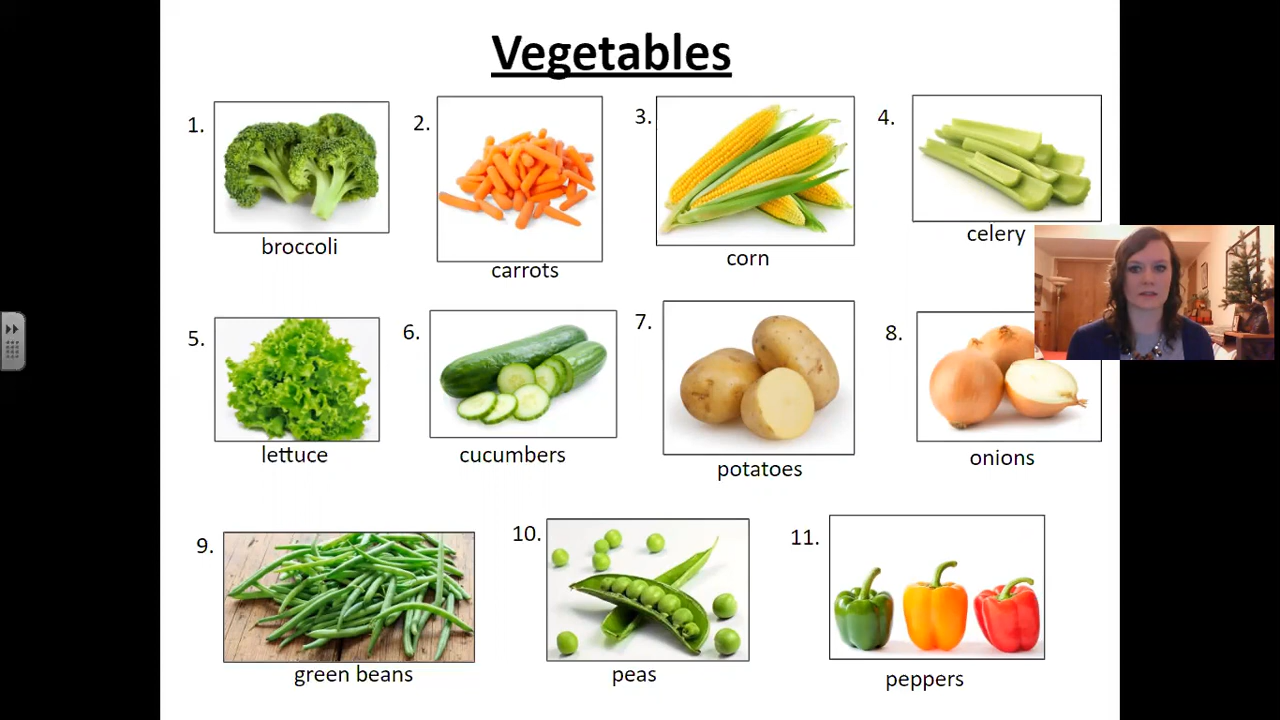 Vegetables
1.
broccoli
2.
carrots
3.
corn
4.
celery
5.
lettuce
6.
cucumbers
7.
potatoes
8.
onions
9.
green beans
10.
peas
11.
peppers